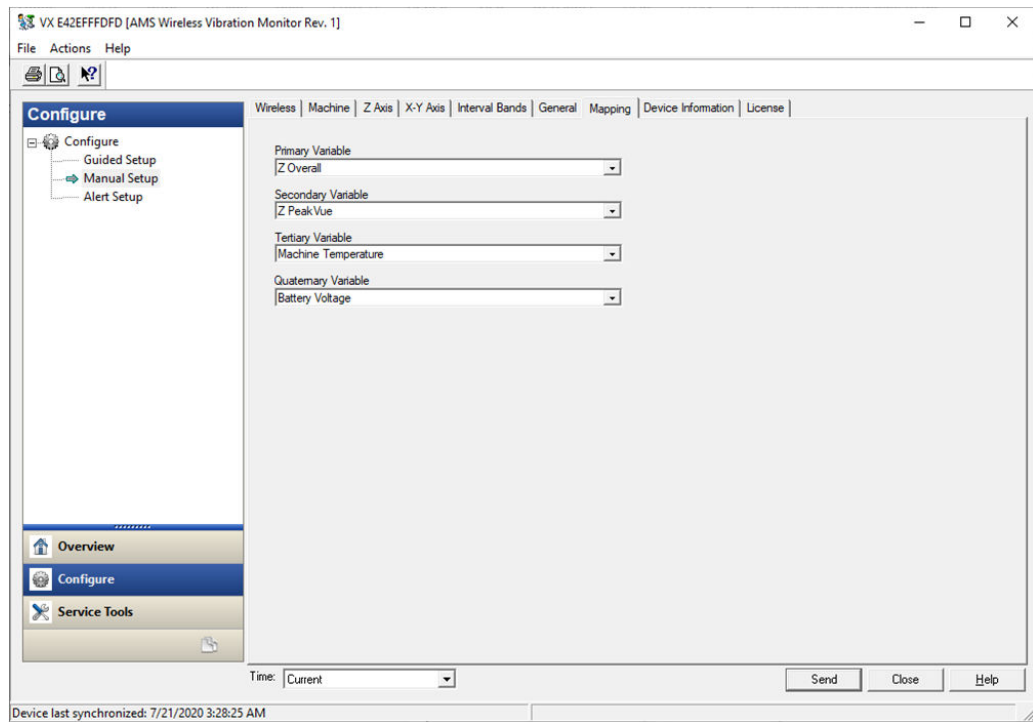 VX E42EFFFDFD [AMS Wireless Vibration Monitor Rev. 1]
File Actions Help
Configure
Configure
Guided Setup
Manual Setup
Alert Setup
Overview
Configure
Service Tools
Wireless Machine Z Axis X-Y Axis Interval Bands General Mapping Device Information License
Primary Variable
Z Overall
Secondary Variable
Z PeakVue
Tertiary Variable
Machine Temperature
Quaternary Variable
Battery Voltage
Time: Current
Send Close Help
Device last synchronized: 7/21/2020 3:28:25 AM